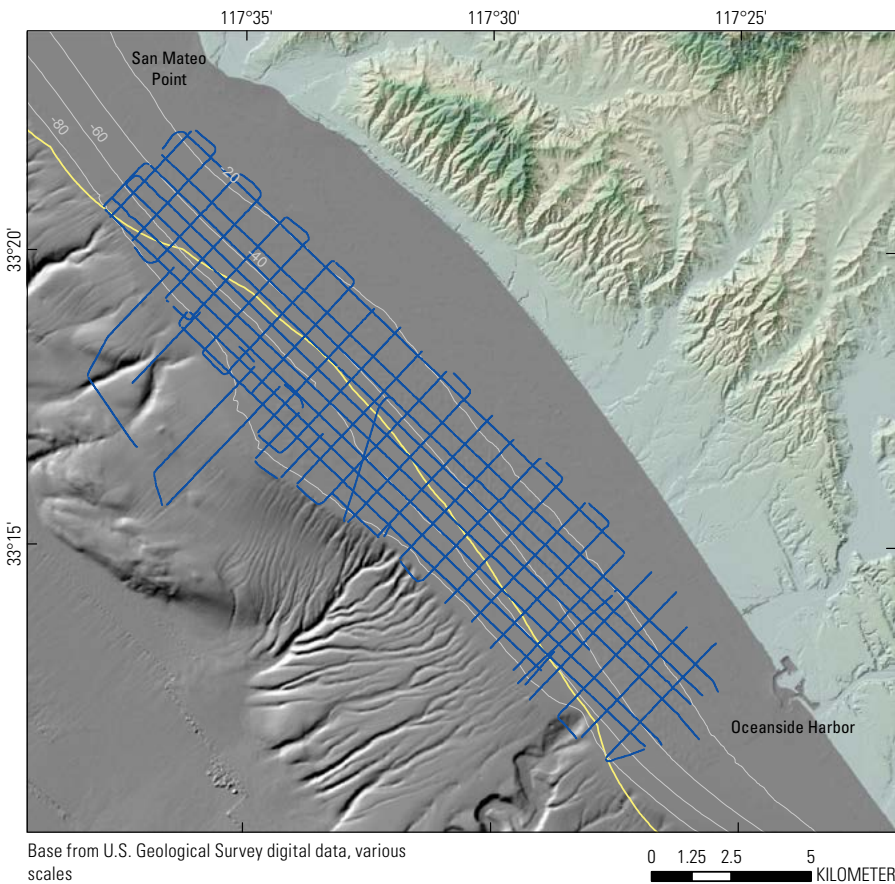 117°35' 117°30' 117°25'
San Mateo
Point
-80
-60
-20
-40
33°20'
33°15'
Oceanside Harbor
Base from U.S. Geological Survey digital data, various
scales
0 1.25 2.5 5
KILOMETER